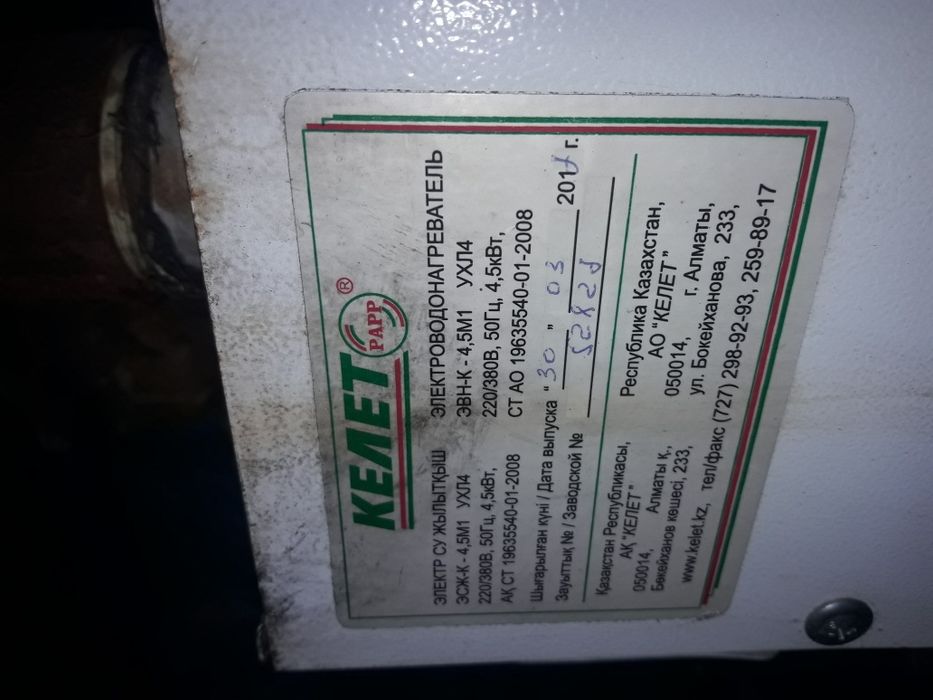 КЕЛЕТ PAPP ®
ЭЛЕКТР СУ ЖЫЛЫТҚЫШ ЭЛЕКТРОВОДОНАГРЕВАТЕЛЬ
ЭСЖ-К - 4,5М1 УХЛ4 ЭВН-К - 4,5М1 УХЛ4
220/380В, 50Гц, 4,5кВт, 220/380В, 50Гц, 4,5кВт,
АҚ СТ 19635540-01-2008 СТ АО 19635540-01-2008
Шығарылған күні / Дата выпуска " 30 " 03 201 г.
Зауыттық № / Заводской №
Қазақстан Республикасы, Республика Казахстан,
АҚ "КЕЛЕТ" АО "КЕЛЕТ"
050014, Алматы қ., 050014, г. Алматы,
Бөкейханов көшесі, 233, ул. Бокейханова, 233,
www.kelet.kz, тел/факс (727) 298-92-93, 259-89-17